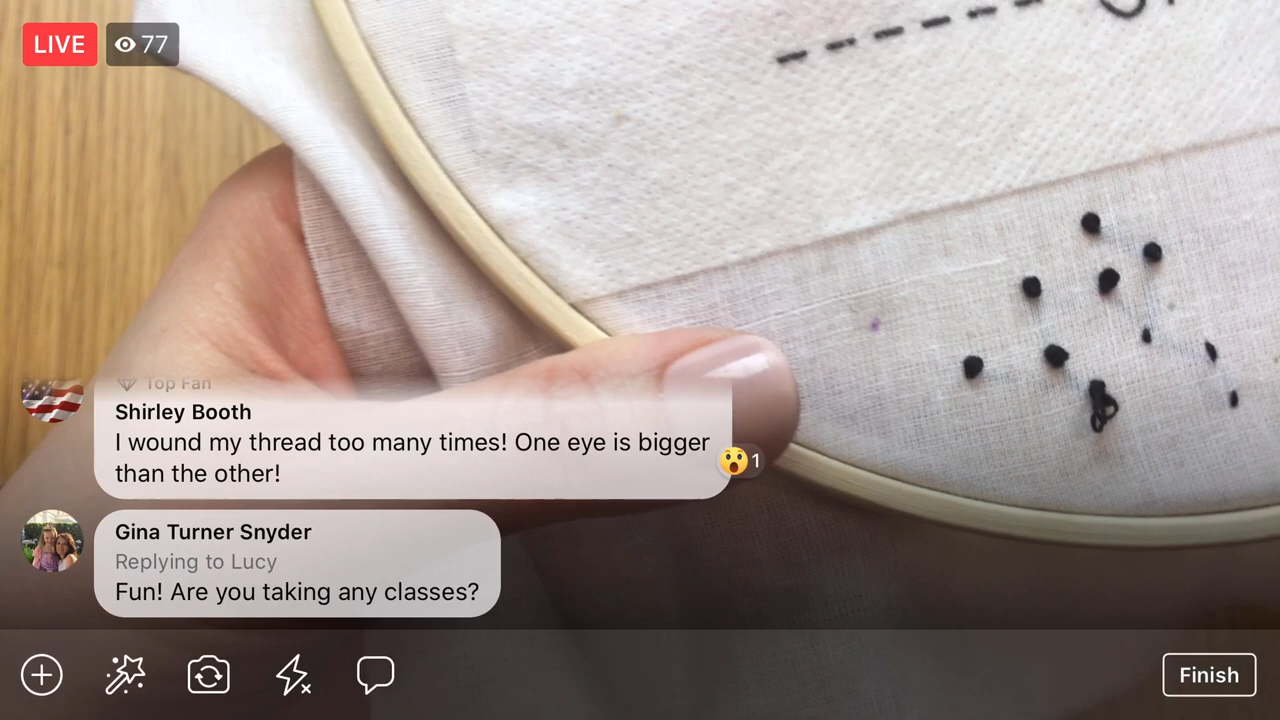 LIVE
77
Top Fan
Shirley Booth
I wound my thread too many times! One eye is bigger
than the other!
1
Gina Turner Snyder
Replying to Lucy
Fun! Are you taking any classes?
Finish